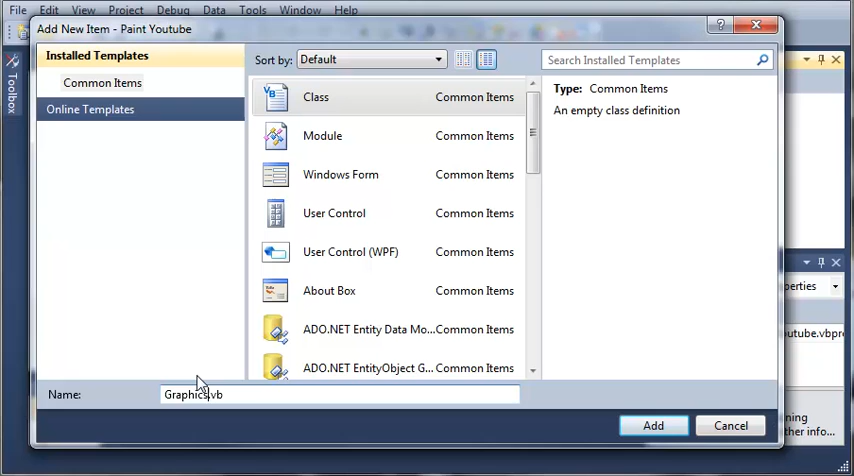 File Edit View Project Debug Data Tools Window Help
Add New Item - Paint Youtube
Toolbox
Installed Templates
Common Items
Online Templates
Sort by: Default
Search Installed Templates
Class Common Items
Module Common Items
Windows Form Common Items
User Control Common Items
User Control (WPF) Common Items
About Box Common Items
ADO.NET Entity Data Mo... Common Items
ADO.NET EntityObject G... Common Items
Type: Common Items
An empty class definition
perties
outube.vbpro
Name: Graphics.vb
Add Cancel
ning
ther info...